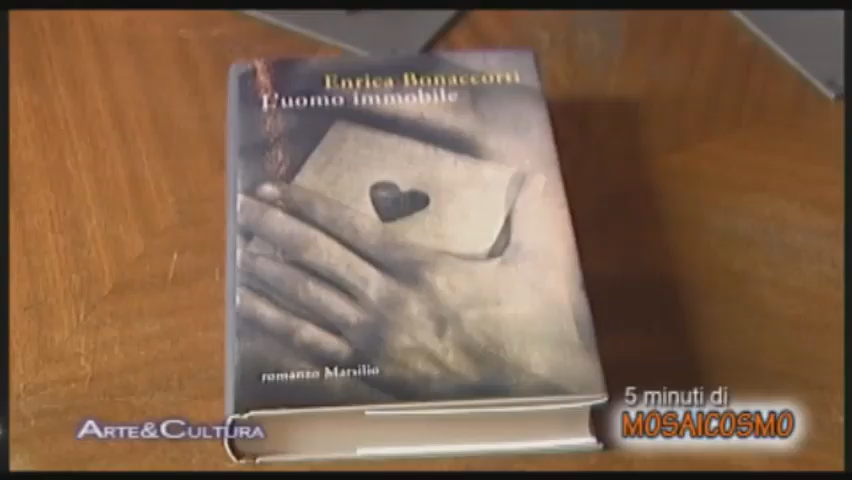 Enrica Bonaccorti
L'uomo immobile
romanzo Marsilio
Arte&Cultura
5 minuti di
MOSAICOSMO